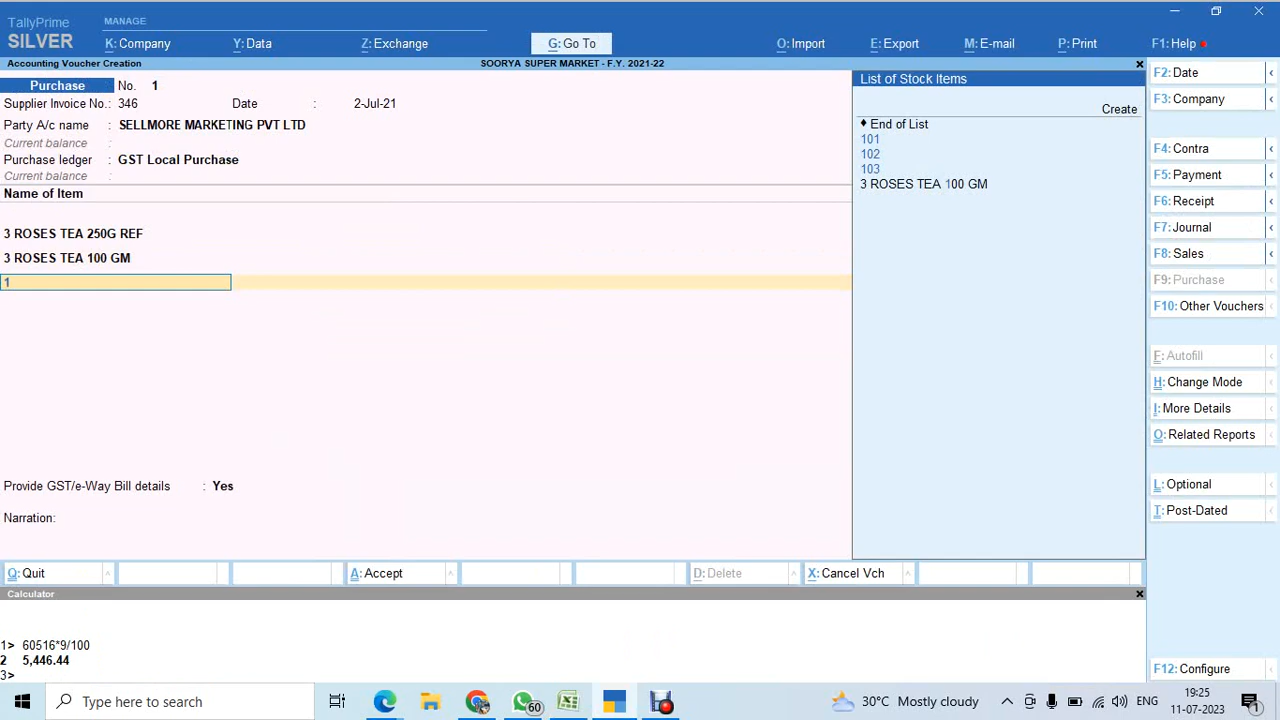 TallyPrime
SILVER
MANAGE
K: Company
Y: Data
Z: Exchange
G: Go To
O: Import
E: Export
M: E-mail
P: Print
F1: Help
Accounting Voucher Creation
SOORYA SUPER MARKET - F.Y. 2021-22
Purchase No. 1
Supplier Invoice No.: 346 Date : 2-Jul-21
Party A/c name : SELLMORE MARKETING PVT LTD
Current balance :
Purchase ledger : GST Local Purchase
Current balance :
Name of Item
3 ROSES TEA 250G REF
3 ROSES TEA 100 GM
1
Provide GST/e-Way Bill details : Yes
Narration:
List of Stock Items
Create
♦ End of List
101
102
103
3 ROSES TEA 100 GM
F2: Date
F3: Company
F4: Contra
F5: Payment
F6: Receipt
F7: Journal
F8: Sales
F9: Purchase
F10: Other Vouchers
F: Autofill
H: Change Mode
I: More Details
O: Related Reports
L: Optional
T: Post-Dated
F12: Configure
Q: Quit
A: Accept
D: Delete
X: Cancel Vch
Calculator
1> 60516*9/100
2 5,446.44
3>
Type here to search
60
30°C Mostly cloudy
ENG
19:25
11-07-2023
1